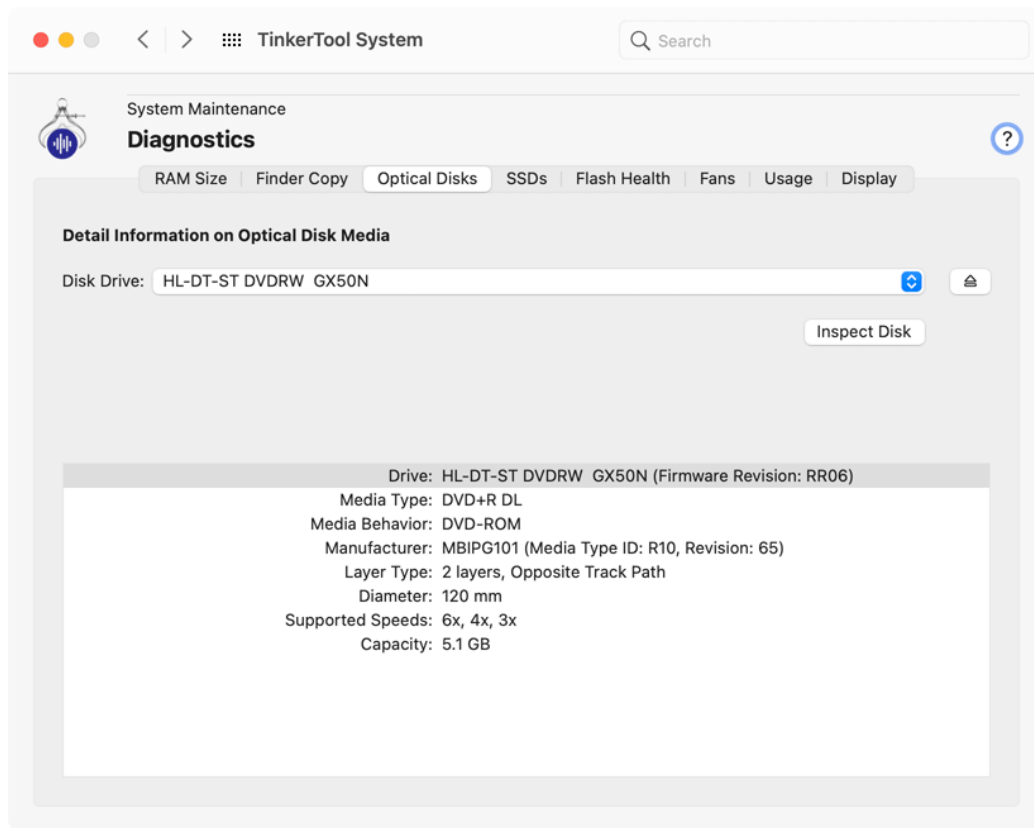 TinkerTool System
Search
System Maintenance
Diagnostics
?
RAM Size Finder Copy Optical Disks SSDs Flash Health Fans Usage Display
Detail Information on Optical Disk Media
Disk Drive: HL-DT-ST DVDRW  GX50N
Inspect Disk
Drive: HL-DT-ST DVDRW  GX50N (Firmware Revision: RR06)
Media Type: DVD+R DL
Media Behavior: DVD-ROM
Manufacturer: MBIPG101 (Media Type ID: R10, Revision: 65)
Layer Type: 2 layers, Opposite Track Path
Diameter: 120 mm
Supported Speeds: 6x, 4x, 3x
Capacity: 5.1 GB